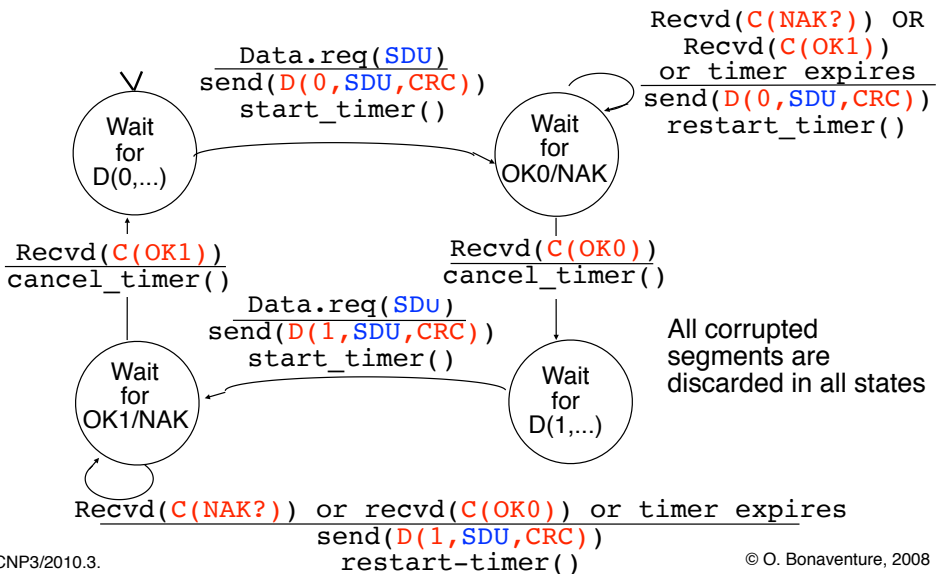 Data.req(SDU)
send(D(0,SDU,CRC))
start_timer()
Recvd(C(NAK?)) OR
Recvd(C(OK1))
or timer expires
send(D(0,SDU,CRC))
restart_timer()
Wait
for
D(0,...)
Wait
for
OK0/NAK
Recvd(C(OK1))
cancel_timer()
Recvd(C(OK0))
cancel_timer()
Data.req(SDU)
send(D(1,SDU,CRC))
start_timer()
All corrupted
segments are
discarded in all states
Wait
for
OK1/NAK
Wait
for
D(1,...)
Recvd(C(NAK?)) or recvd(C(OK0)) or timer expires
send(D(1,SDU,CRC))
restart-timer()
CNP3/2010.3.
© O. Bonaventure, 2008